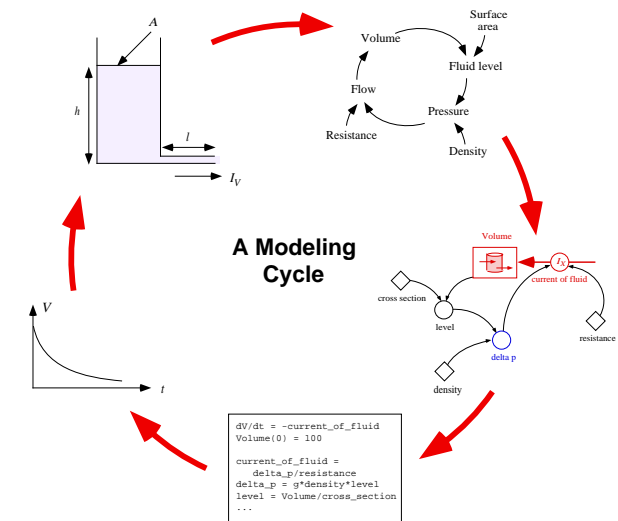 A
h
l
I_V
Surface
area
Volume
Fluid level
Flow
Pressure
Resistance
Density
A Modeling
Cycle
Volume
I_X
current of fluid
cross section
level
resistance
delta p
density
V
t
dV/dt = -current_of_fluid
Volume(0) = 100
current_of_fluid =
delta_p/resistance
delta_p = g*density*level
level = Volume/cross_section
...